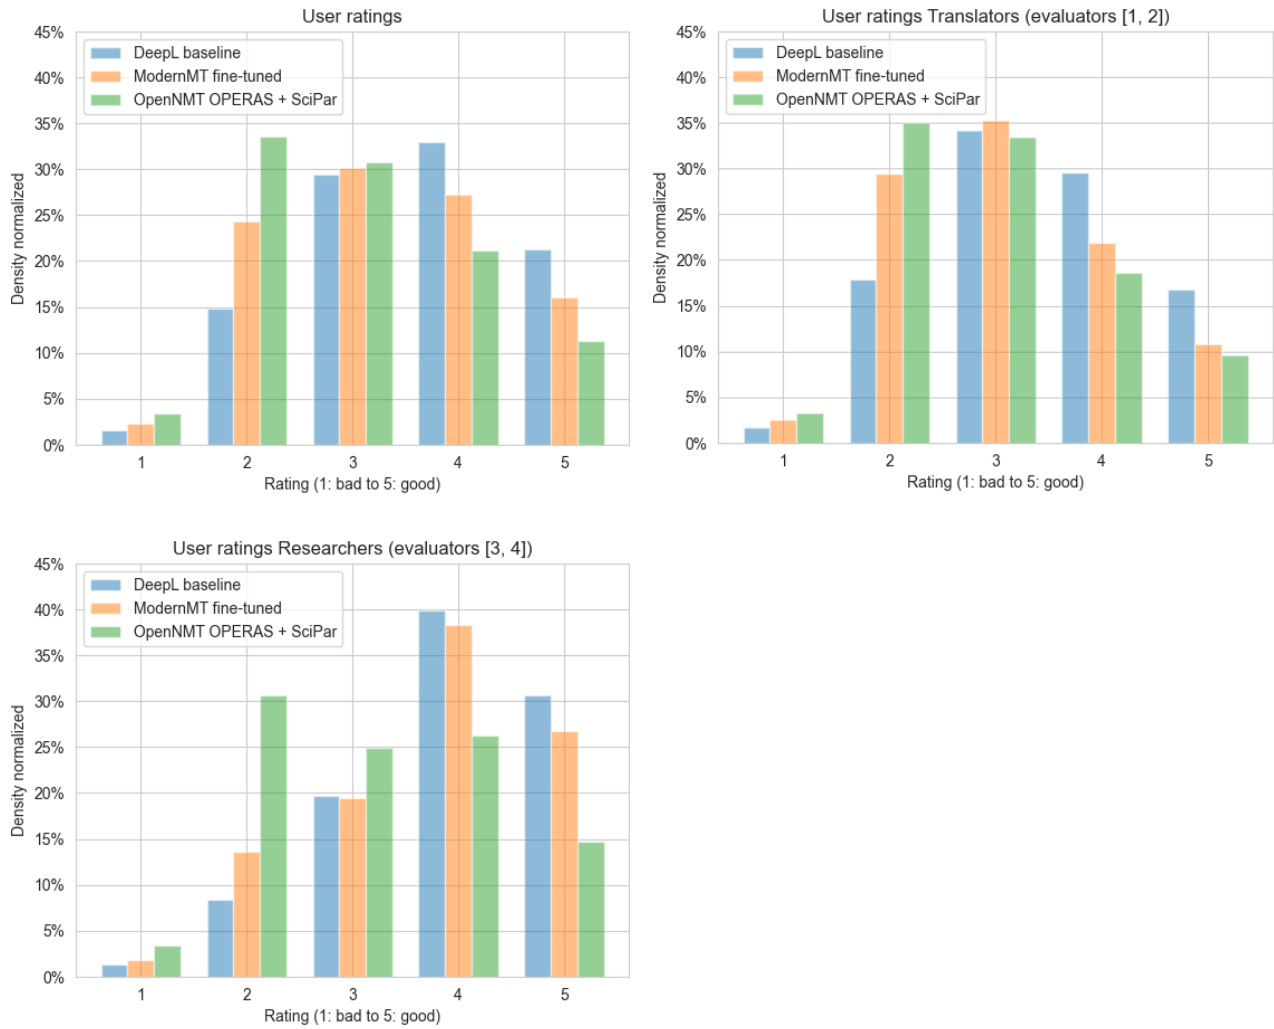 User ratings
45%
40%
35%
30%
25%
20%
15%
10%
5%
0%
Density normalized
DeepL baseline
ModernMT fine-tuned
OpenNMT OPERAS + SciPar
1 2 3 4 5
Rating (1: bad to 5: good)
User ratings Translators (evaluators [1, 2])
45%
40%
35%
30%
25%
20%
15%
10%
5%
0%
Density normalized
DeepL baseline
ModernMT fine-tuned
OpenNMT OPERAS + SciPar
1 2 3 4 5
Rating (1: bad to 5: good)
User ratings Researchers (evaluators [3, 4])
45%
40%
35%
30%
25%
20%
15%
10%
5%
0%
Density normalized
DeepL baseline
ModernMT fine-tuned
OpenNMT OPERAS + SciPar
1 2 3 4 5
Rating (1: bad to 5: good)